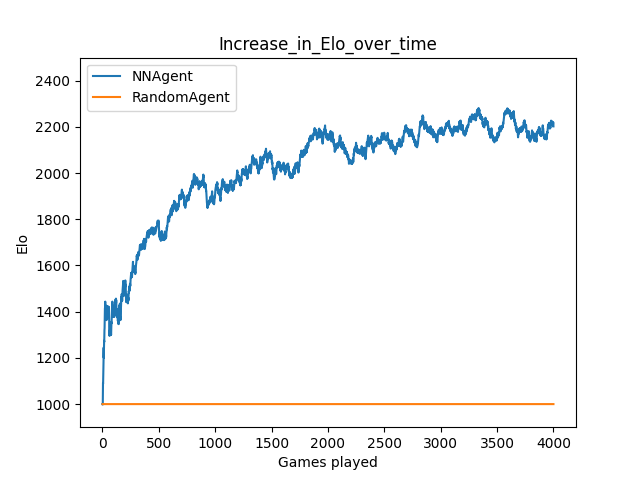 Increase_in_Elo_over_time
NNAgent
RandomAgent
2400
2200
2000
1800
1600
1400
1200
1000
Elo
0 500 1000 1500 2000 2500 3000 3500 4000
Games played